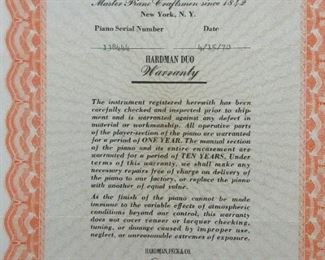 Master Piano Craftsmen since 1842
New York, N. Y.
Piano Serial Number Date
138444 4/15/70
HARDMAN DUO
Warranty
The instrument registered herewith has been
carefully checked and inspected prior to ship-
ment and is warranted against any defect in
material or workmanship. All operative parts
of the player-section of the piano are warranted
for a period of ONE YEAR. The manual section
of the piano and its entire encasement are
warranted for a period of TEN YEARS. Under
terms of this warranty, we shall make any
necessary repairs free of charge on delivery of
the piano to our factory, or replace the piano
with another of equal value.
As the finish of the piano cannot be made
immune to the variable effects of atmospheric
conditions beyond our control, this warranty
does not cover veneer or lacquer checking,
tuning, or damage caused by improper use,
neglect, or unreasonable extremes of exposure.
HARDMAN, PECK & CO.